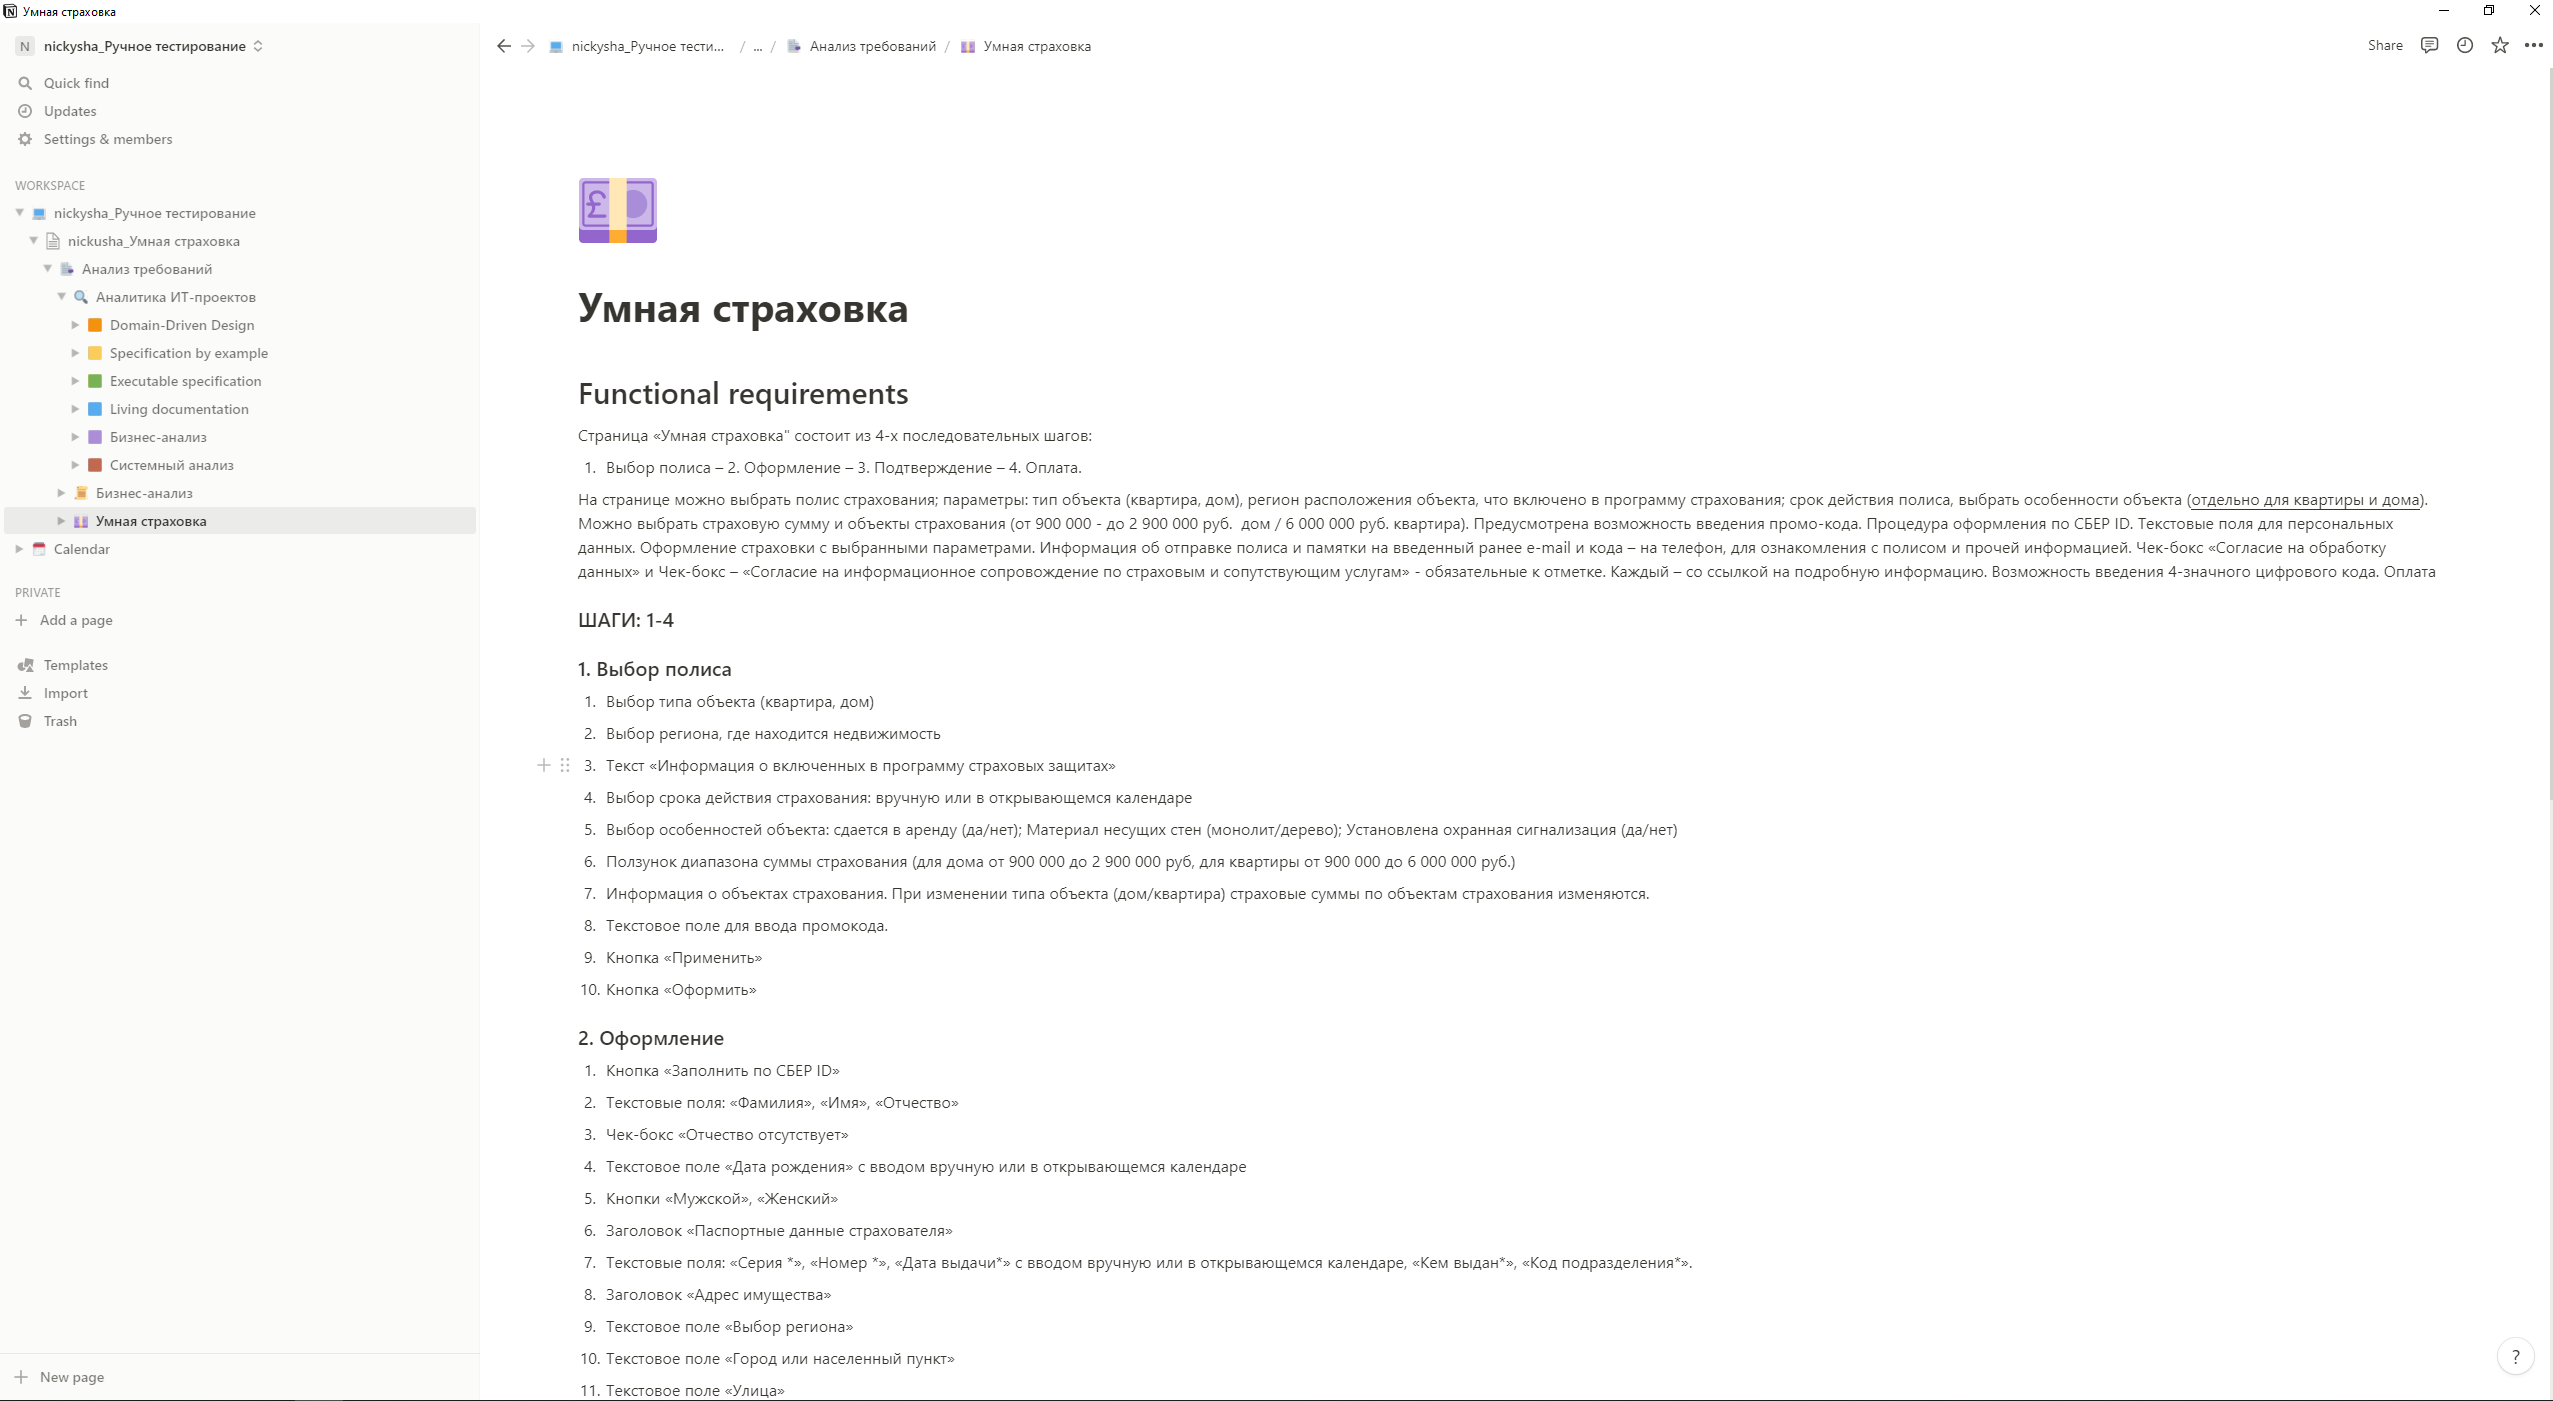 Умная страховка
N nickysha_Ручное тестирование
Quick find
Updates
Settings & members
WORKSPACE
nickysha_Ручное тестирование
nickusha_Умная страховка
Анализ требований
Аналитика ИТ-проектов
Domain-Driven Design
Specification by example
Executable specification
Living documentation
Бизнес-анализ
Системный анализ
Бизнес-анализ
Умная страховка
Calendar
PRIVATE
Add a page
Templates
Import
Trash
New page
nickysha_Ручное тести... / ... / Анализ требований / Умная страховка
Share
Умная страховка
Functional requirements
Страница «Умная страховка" состоит из 4-х последовательных шагов:
1. Выбор полиса – 2. Оформление – 3. Подтверждение – 4. Оплата.
На странице можно выбрать полис страхования; параметры: тип объекта (квартира, дом), регион расположения объекта, что включено в программу страхования; срок действия полиса, выбрать особенности объекта (отдельно для квартиры и дома).
Можно выбрать страховую сумму и объекты страхования (от 900 000 - до 2 900 000 руб. дом / 6 000 000 руб. квартира). Предусмотрена возможность введения промо-кода. Процедура оформления по СБЕР ID. Текстовые поля для персональных
данных. Оформление страховки с выбранными параметрами. Информация об отправке полиса и памятки на введенный ранее e-mail и кода – на телефон, для ознакомления с полисом и прочей информацией. Чек-бокс «Согласие на обработку
данных» и Чек-бокс – «Согласие на информационное сопровождение по страховым и сопутствующим услугам» - обязательные к отметке. Каждый – со ссылкой на подробную информацию. Возможность введения 4-значного цифрового кода. Оплата
ШАГИ: 1-4
1. Выбор полиса
1. Выбор типа объекта (квартира, дом)
2. Выбор региона, где находится недвижимость
3. Текст «Информация о включенных в программу страховых защитах»
4. Выбор срока действия страхования: вручную или в открывающемся календаре
5. Выбор особенностей объекта: сдается в аренду (да/нет); Материал несущих стен (монолит/дерево); Установлена охранная сигнализация (да/нет)
6. Ползунок диапазона суммы страхования (для дома от 900 000 до 2 900 000 руб, для квартиры от 900 000 до 6 000 000 руб.)
7. Информация о объектах страхования. При изменении типа объекта (дом/квартира) страховые суммы по объектам страхования изменяются.
8. Текстовое поле для ввода промокода.
9. Кнопка «Применить»
10. Кнопка «Оформить»
2. Оформление
1. Кнопка «Заполнить по СБЕР ID»
2. Текстовые поля: «Фамилия», «Имя», «Отчество»
3. Чек-бокс «Отчество отсутствует»
4. Текстовое поле «Дата рождения» с вводом вручную или в открывающемся календаре
5. Кнопки «Мужской», «Женский»
6. Заголовок «Паспортные данные страхователя»
7. Текстовые поля: «Серия *», «Номер *», «Дата выдачи*» с вводом вручную или в открывающемся календаре, «Кем выдан*», «Код подразделения*».
8. Заголовок «Адрес имущества»
9. Текстовое поле «Выбор региона»
10. Текстовое поле «Город или населенный пункт»
11. Текстовое поле «Улица»
?